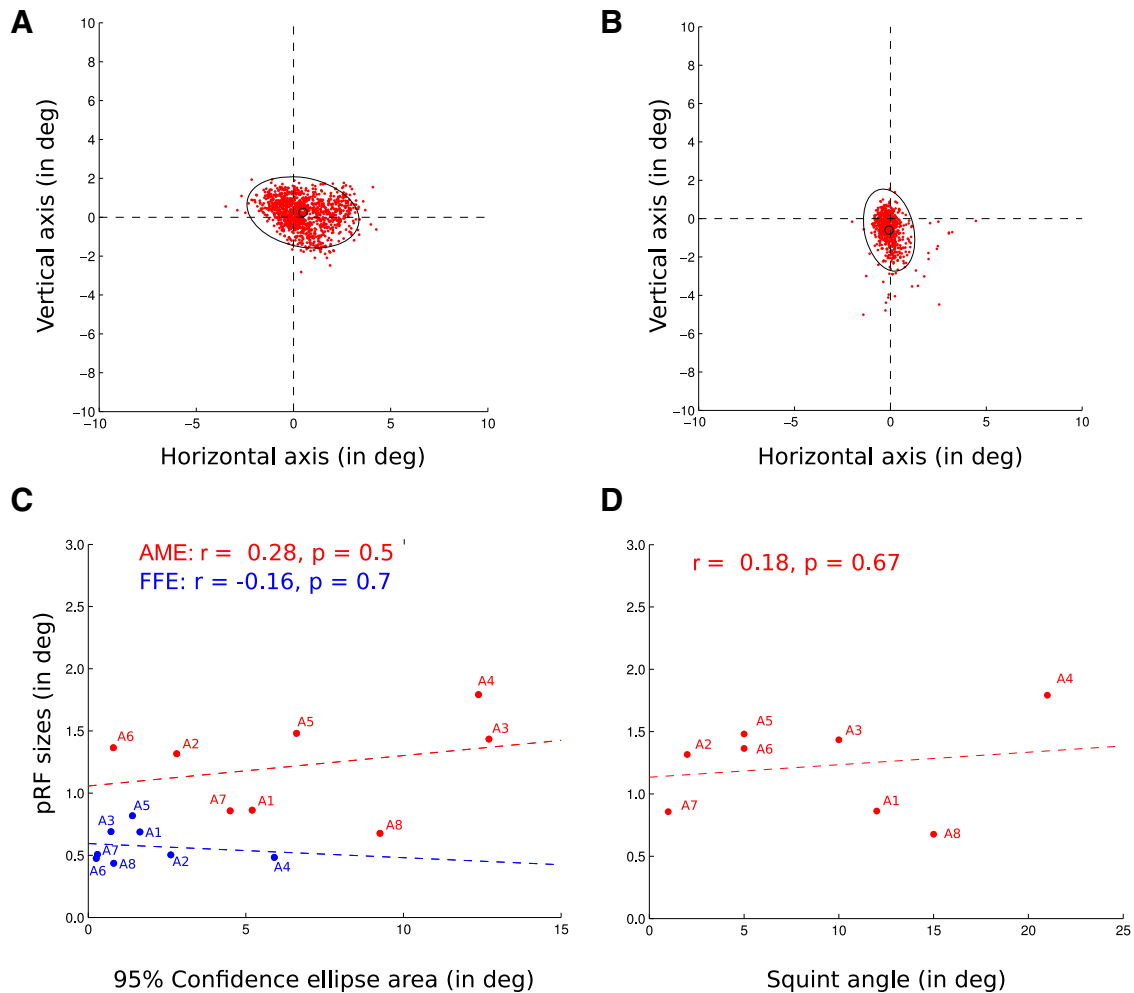 A
10
8
6
4
2
0
−2
−4
−6
−8
−10
−10
−5
0
5
10
Vertical axis (in deg)
Horizontal axis (in deg)
B
10
8
6
4
2
0
−2
−4
−6
−8
−10
−10
−5
0
5
10
Vertical axis (in deg)
Horizontal axis (in deg)
C
AME: r = 0.28, p = 0.5
FFE: r = -0.16, p = 0.7
3.0
2.5
2.0
1.5
1.0
0.5
0.0
0
5
10
15
pRF sizes (in deg)
A4
A3
A5
A6
A2
A7
A1
A8
A5
A3
A1
A7
A6
A8
A2
A4
95% Confidence ellipse area (in deg)
D
r = 0.18, p = 0.67
3.0
2.5
2.0
1.5
1.0
0.5
0.0
0
5
10
15
20
25
A4
A5
A3
A2
A6
A7
A1
A8
Squint angle (in deg)